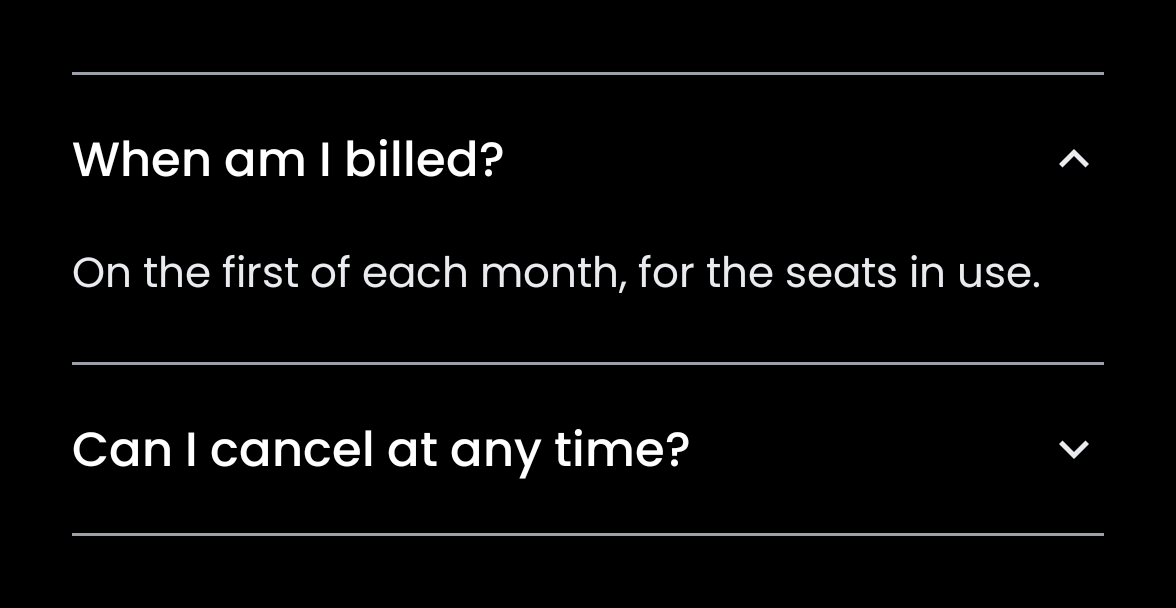 When am I billed?
On the first of each month, for the seats in use.
Can I cancel at any time?